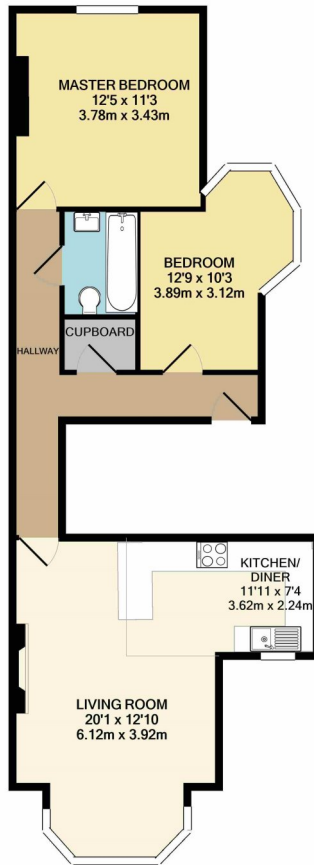 MASTER BEDROOM
12'5 x 11'3
3.78m x 3.43m
BEDROOM
12'9 x 10'3
3.89m x 3.12m
CUPBOARD
HALLWAY
KITCHEN/
DINER
11'11 x 7'4
3.62m x 2.24m
LIVING ROOM
20'1 x 12'10
6.12m x 3.92m